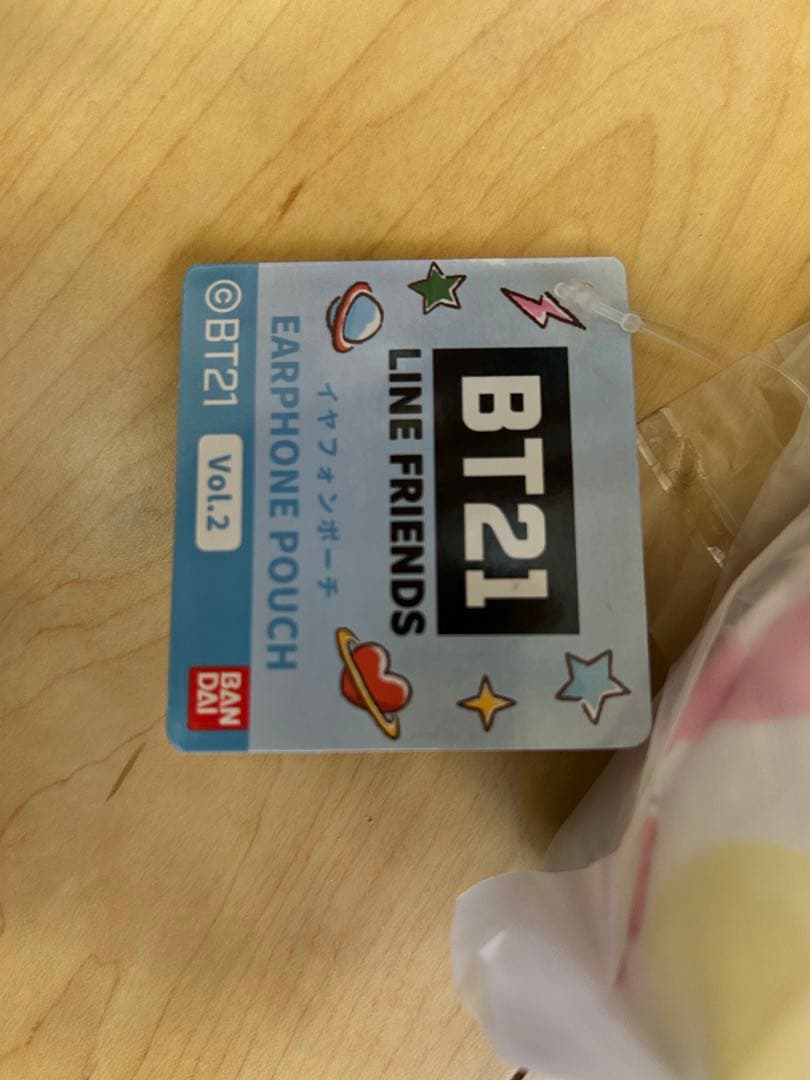 BT21
LINE FRIENDS
イヤフォンポーチ
EARPHONE POUCH
©BT21
Vol.2
BAN
DAI